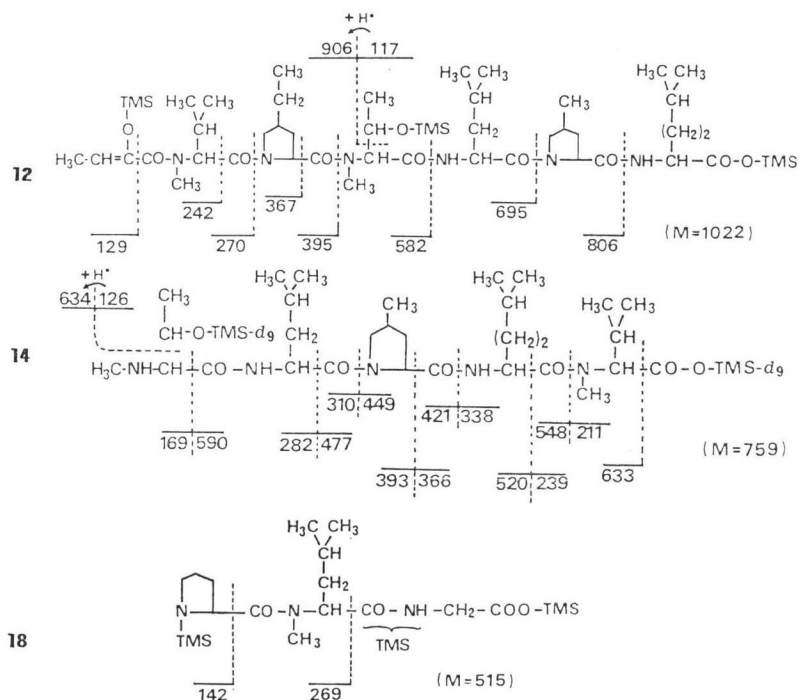 + H•
906 117
CH₃
TMS H₃C CH₃ CH₂ CH₃ H₃C CH₃ H₃C CH₃
O CH CH–O–TMS CH CH₃ CH
CH₂ (CH₂)₂
12 H₃C–CH–C–CO–N–CH–CO–N–CO–N–CH–CO–NH–CH–CO–N–CO–NH–CH–CO–O–TMS
CH₃ CH₃
242 367 695
129 270 395 582 806 (M=1022)
+H•
634 126
CH₃ H₃C CH₃ CH₃ H₃C CH₃ H₃C CH₃
CH–O–TMS-d₉ CH CH CH
CH₂ (CH₂)₂
14 H₃C–NH–CH–CO–NH–CH–CO–N–CO–NH–CH–CO–N–CH–CO–O–TMS-d₉
CH₃
310 449 421 338
169 590 282 477 548 211
393 366 520 239 633 (M=759)
H₃C CH₃
CH
CH₂
N–CO–N–CH–CO–NH–CH₂–COO–TMS
TMS CH₃ TMS
18
142 269 (M=515)